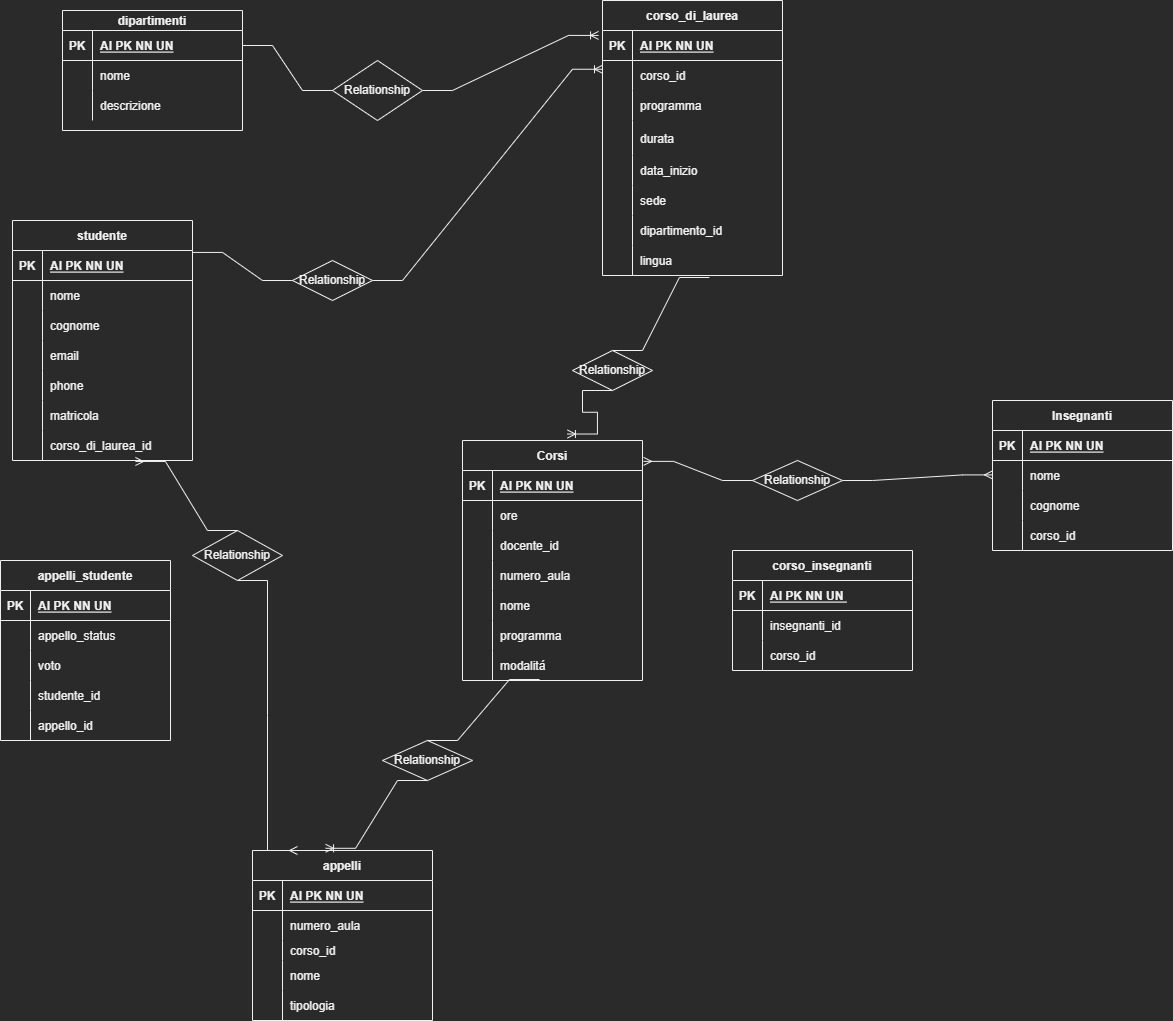 dipartimenti
PK AI PK NN UN
nome
descrizione
Relationship
corso_di_laurea
PK AI PK NN UN
corso_id
programma
durata
data_inizio
sede
dipartimento_id
lingua
studente
PK AI PK NN UN
nome
cognome
email
phone
matricola
corso_di_laurea_id
Relationship
Relationship
Corsi
PK AI PK NN UN
ore
docente_id
numero_aula
nome
programma
modalitá
Relationship
Insegnanti
PK AI PK NN UN
nome
cognome
corso_id
Relationship
appelli_studente
PK AI PK NN UN
appello_status
voto
studente_id
appello_id
corso_insegnanti
PK AI PK NN UN
insegnanti_id
corso_id
Relationship
appelli
PK AI PK NN UN
numero_aula
corso_id
nome
tipologia